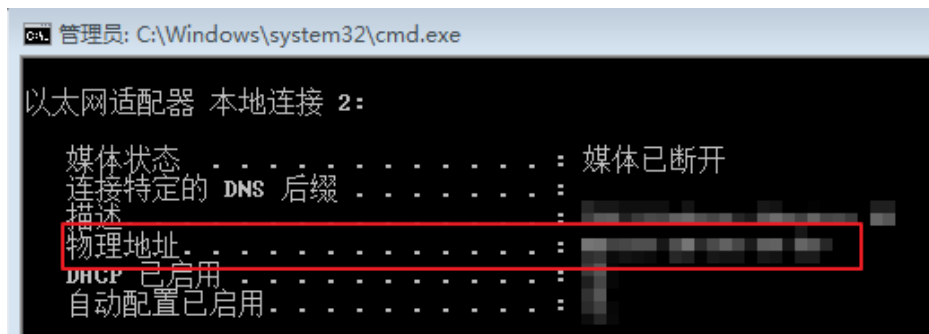 管理员: C:\Windows\system32\cmd.exe
以太网适配器 本地连接 2:
媒体状态 . . . . . . . . . . . . : 媒体已断开
连接特定的 DNS 后缀 . . . . . . . :
描述. . . . . . . . . . . . . . . :
物理地址. . . . . . . . . . . . . :
DHCP 已启用 . . . . . . . . . . . :
自动配置已启用. . . . . . . . . . :